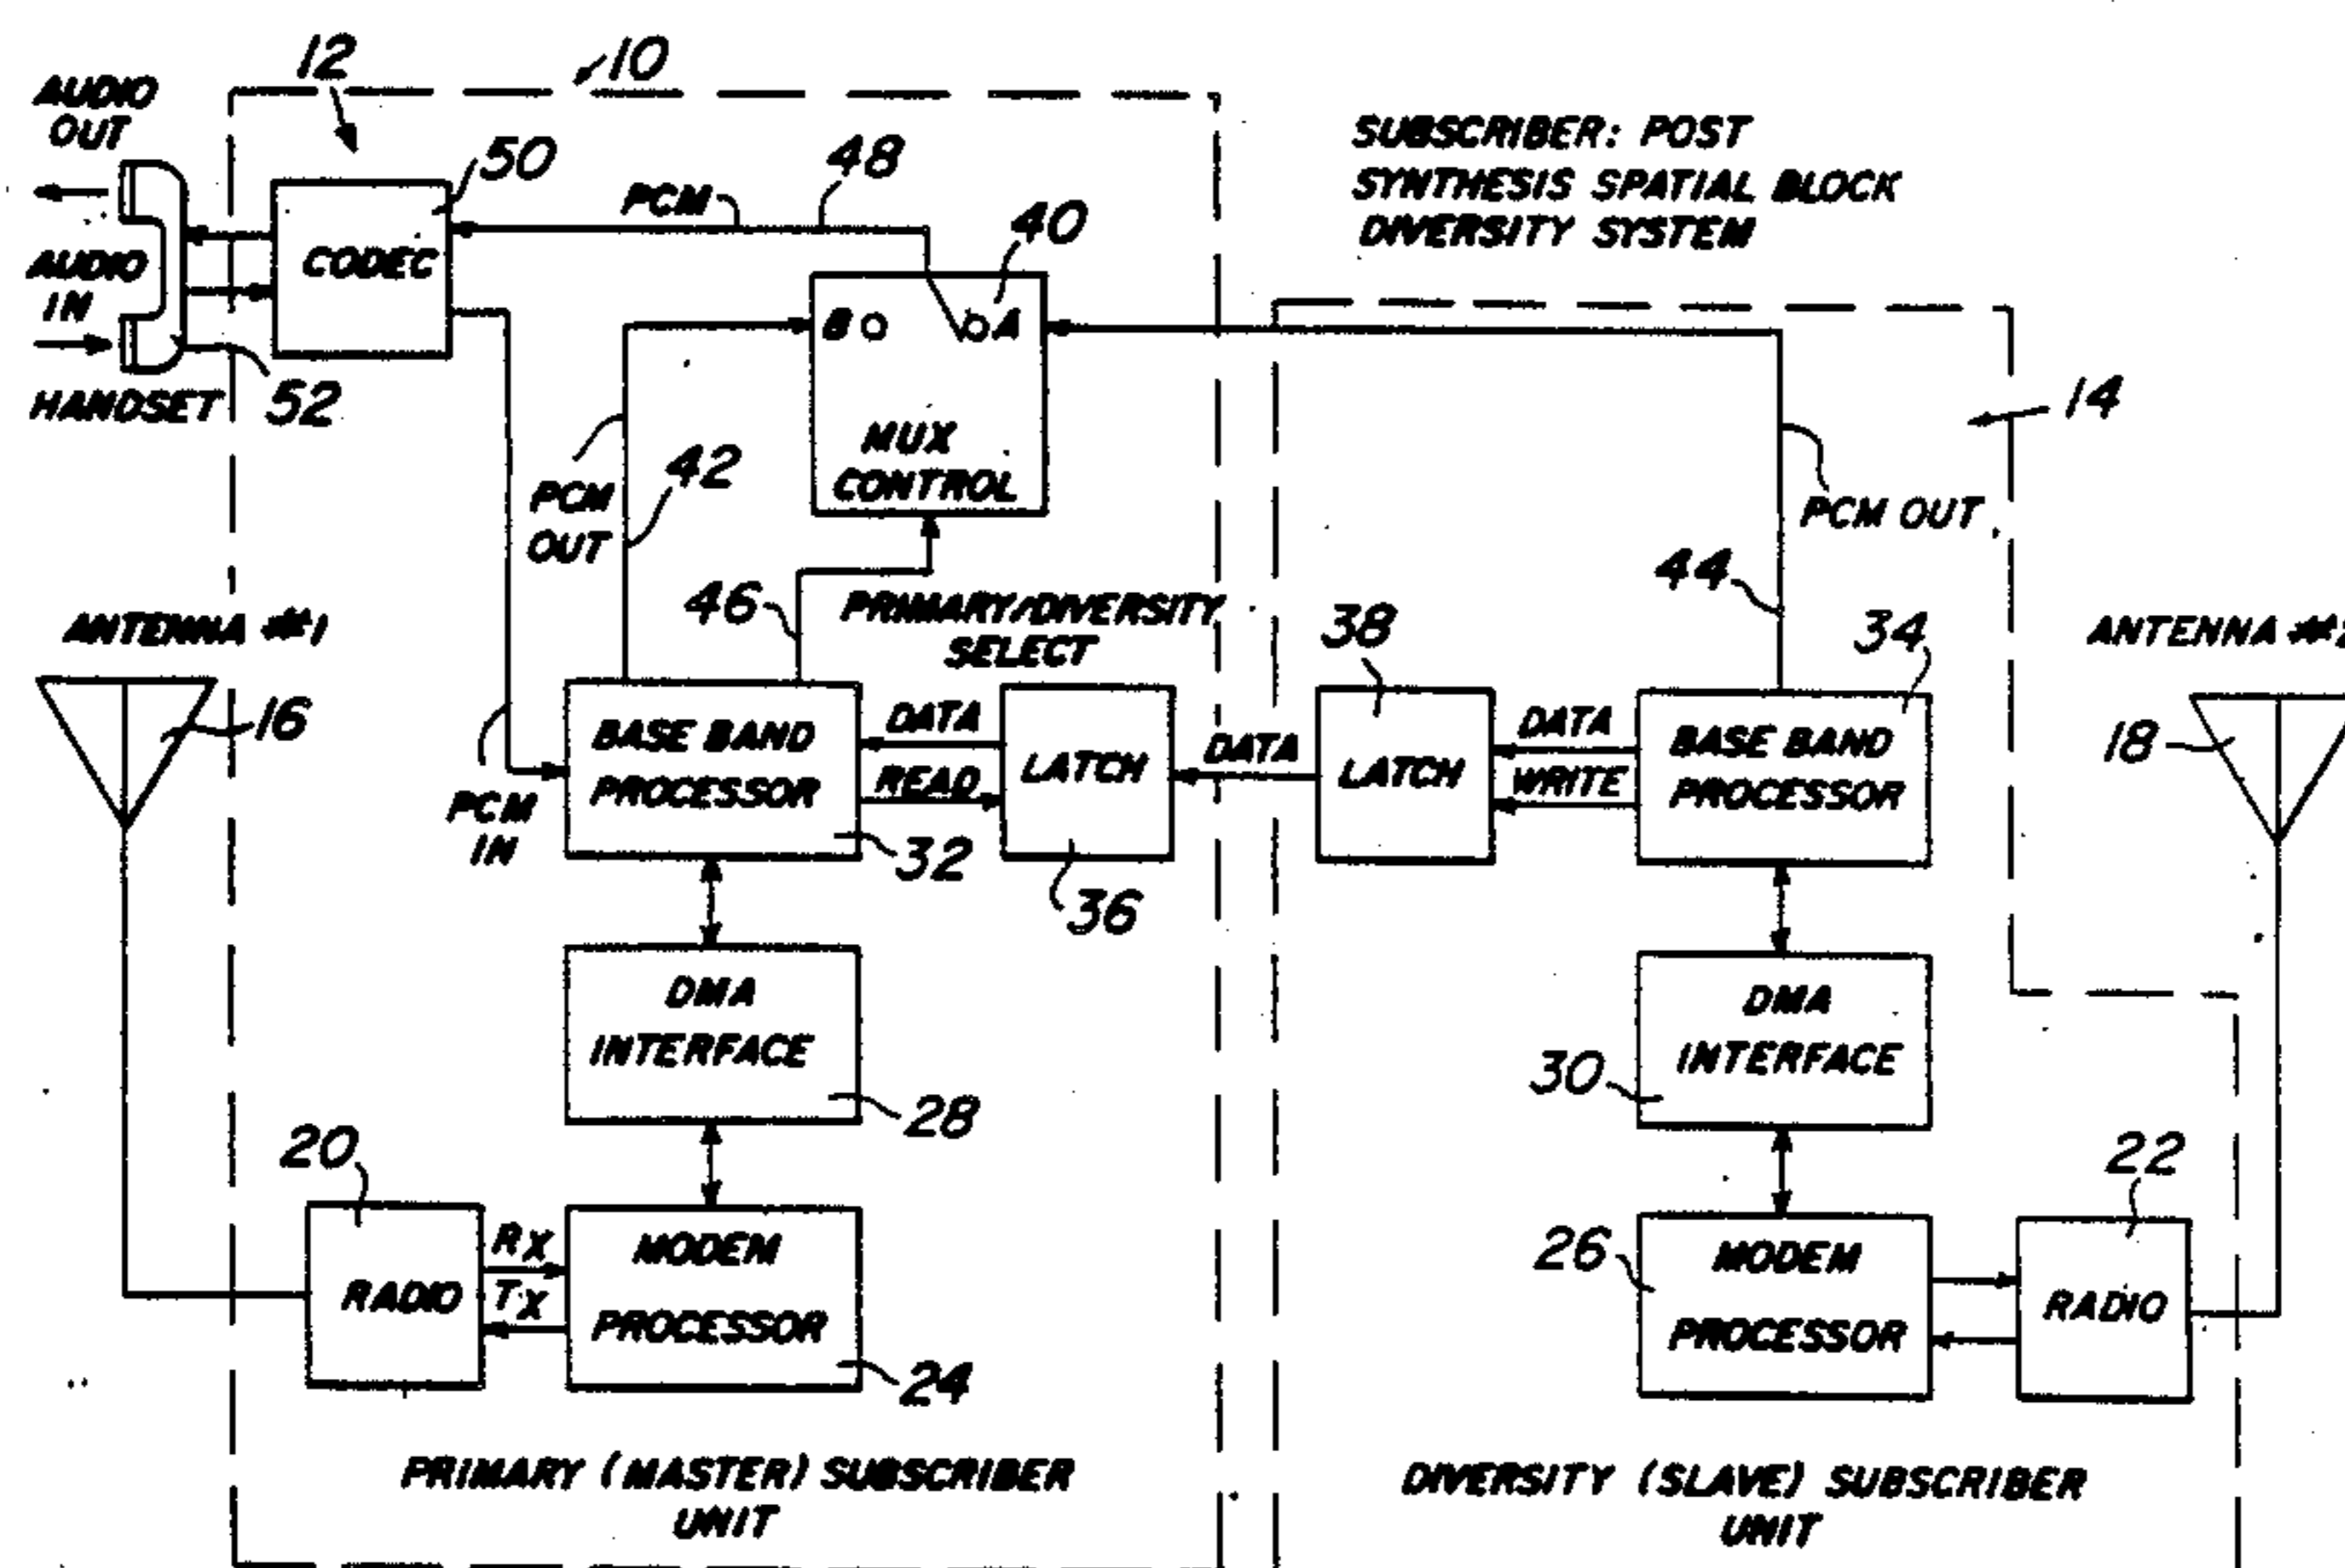 12
10
AUDIO
OUT
50
48
PCM
40
SUBSCRIBER: POST
SYNTHESIS SPATIAL BLOCK
DIVERSITY SYSTEM
CODEC
AUDIO
IN
B
A
HANDSET
52
MUX
CONTROL
14
42
PCM
OUT
PCM OUT
44
46
PRIMARY/DIVERSITY
SELECT
38
34
ANTENNA #1
ANTENNA
16
18
BASE BAND
PROCESSOR
DATA
READ
LATCH
DATA
LATCH
DATA
WRITE
BASE BAND
PROCESSOR
PCM
IN
32
36
DMA
INTERFACE
28
DMA
INTERFACE
30
20
22
RADIO
RX
TX
MODEM
PROCESSOR
24
26
MODEM
PROCESSOR
RADIO
PRIMARY (MASTER) SUBSCRIBER
UNIT
DIVERSITY (SLAVE) SUBSCRIBER
UNIT